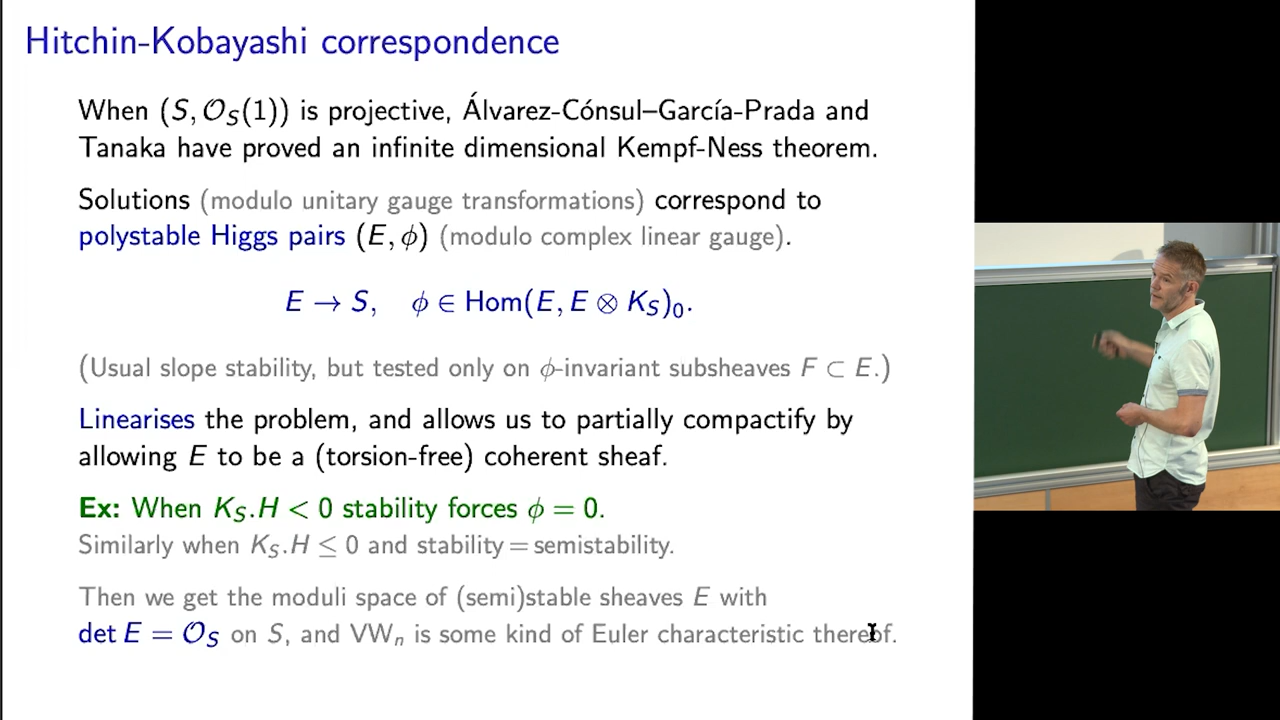 Hitchin-Kobayashi correspondence
When (S, 𝒪_S(1)) is projective, Álvarez-Cónsul–García-Prada and
Tanaka have proved an infinite dimensional Kempf-Ness theorem.
Solutions (modulo unitary gauge transformations) correspond to
polystable Higgs pairs (E, ϕ) (modulo complex linear gauge).
E → S, ϕ ∈ Hom(E, E ⊗ K_S)₀.
(Usual slope stability, but tested only on ϕ-invariant subsheaves F ⊂ E.)
Linearises the problem, and allows us to partially compactify by
allowing E to be a (torsion-free) coherent sheaf.
Ex: When K_S.H < 0 stability forces ϕ = 0.
Similarly when K_S.H ≤ 0 and stability = semistability.
Then we get the moduli space of (semi)stable sheaves E with
det E = 𝒪_S on S, and VW_n is some kind of Euler characteristic thereof.